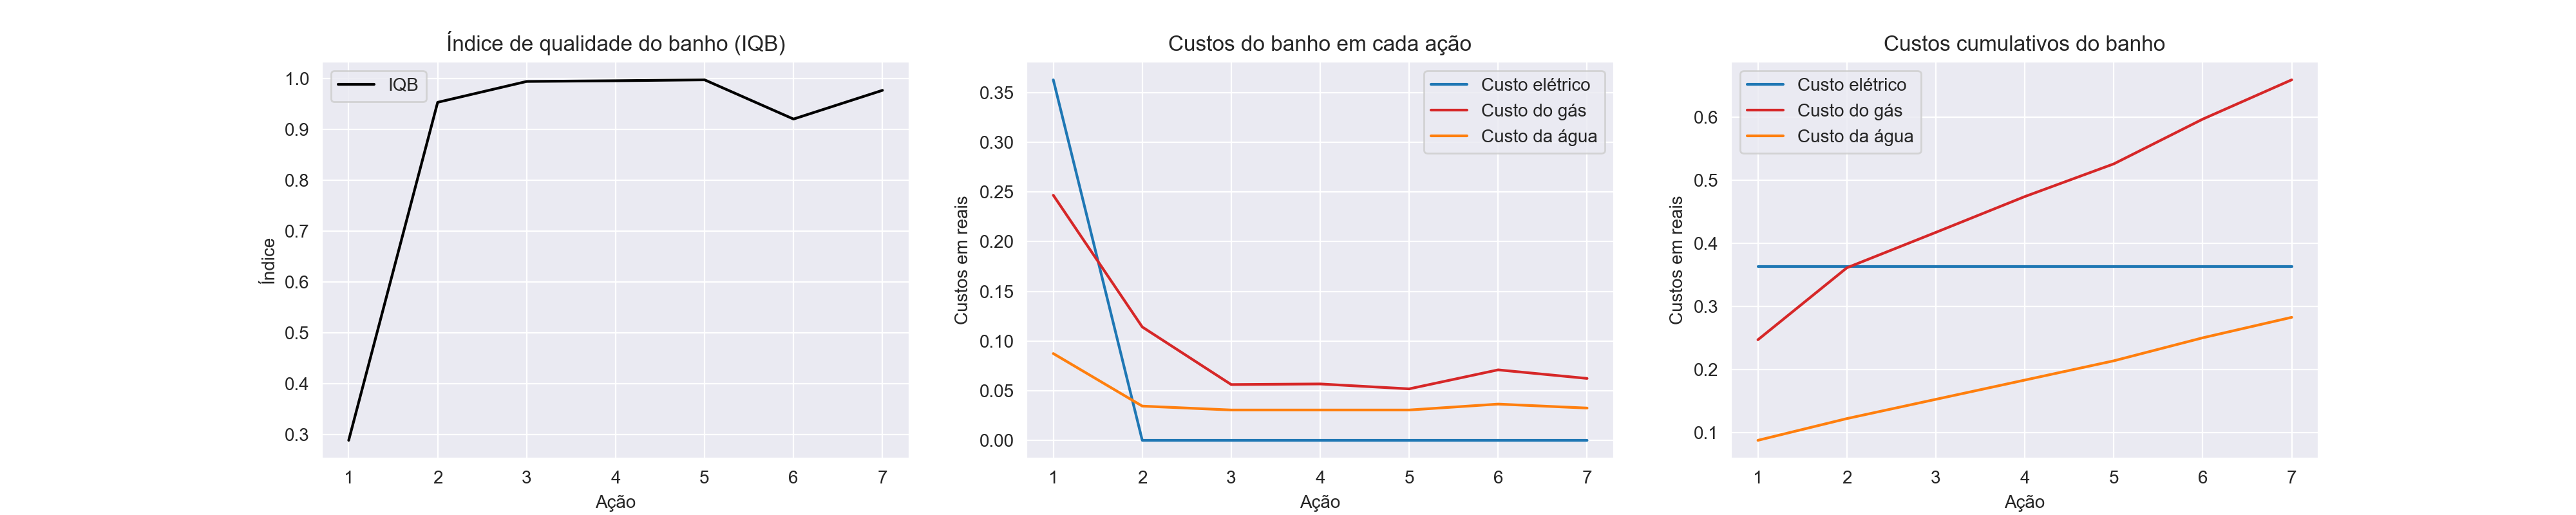 Índice de qualidade do banho (IQB)
IQB
1.0
0.9
0.8
0.7
0.6
0.5
0.4
0.3
Índice
1 2 3 4 5 6 7
Ação
Custos do banho em cada ação
Custo elétrico
Custo do gás
Custo da água
0.35
0.30
0.25
0.20
0.15
0.10
0.05
0.00
Custos em reais
1 2 3 4 5 6 7
Ação
Custos cumulativos do banho
Custo elétrico
Custo do gás
Custo da água
0.6
0.5
0.4
0.3
0.2
0.1
Custos em reais
1 2 3 4 5 6 7
Ação